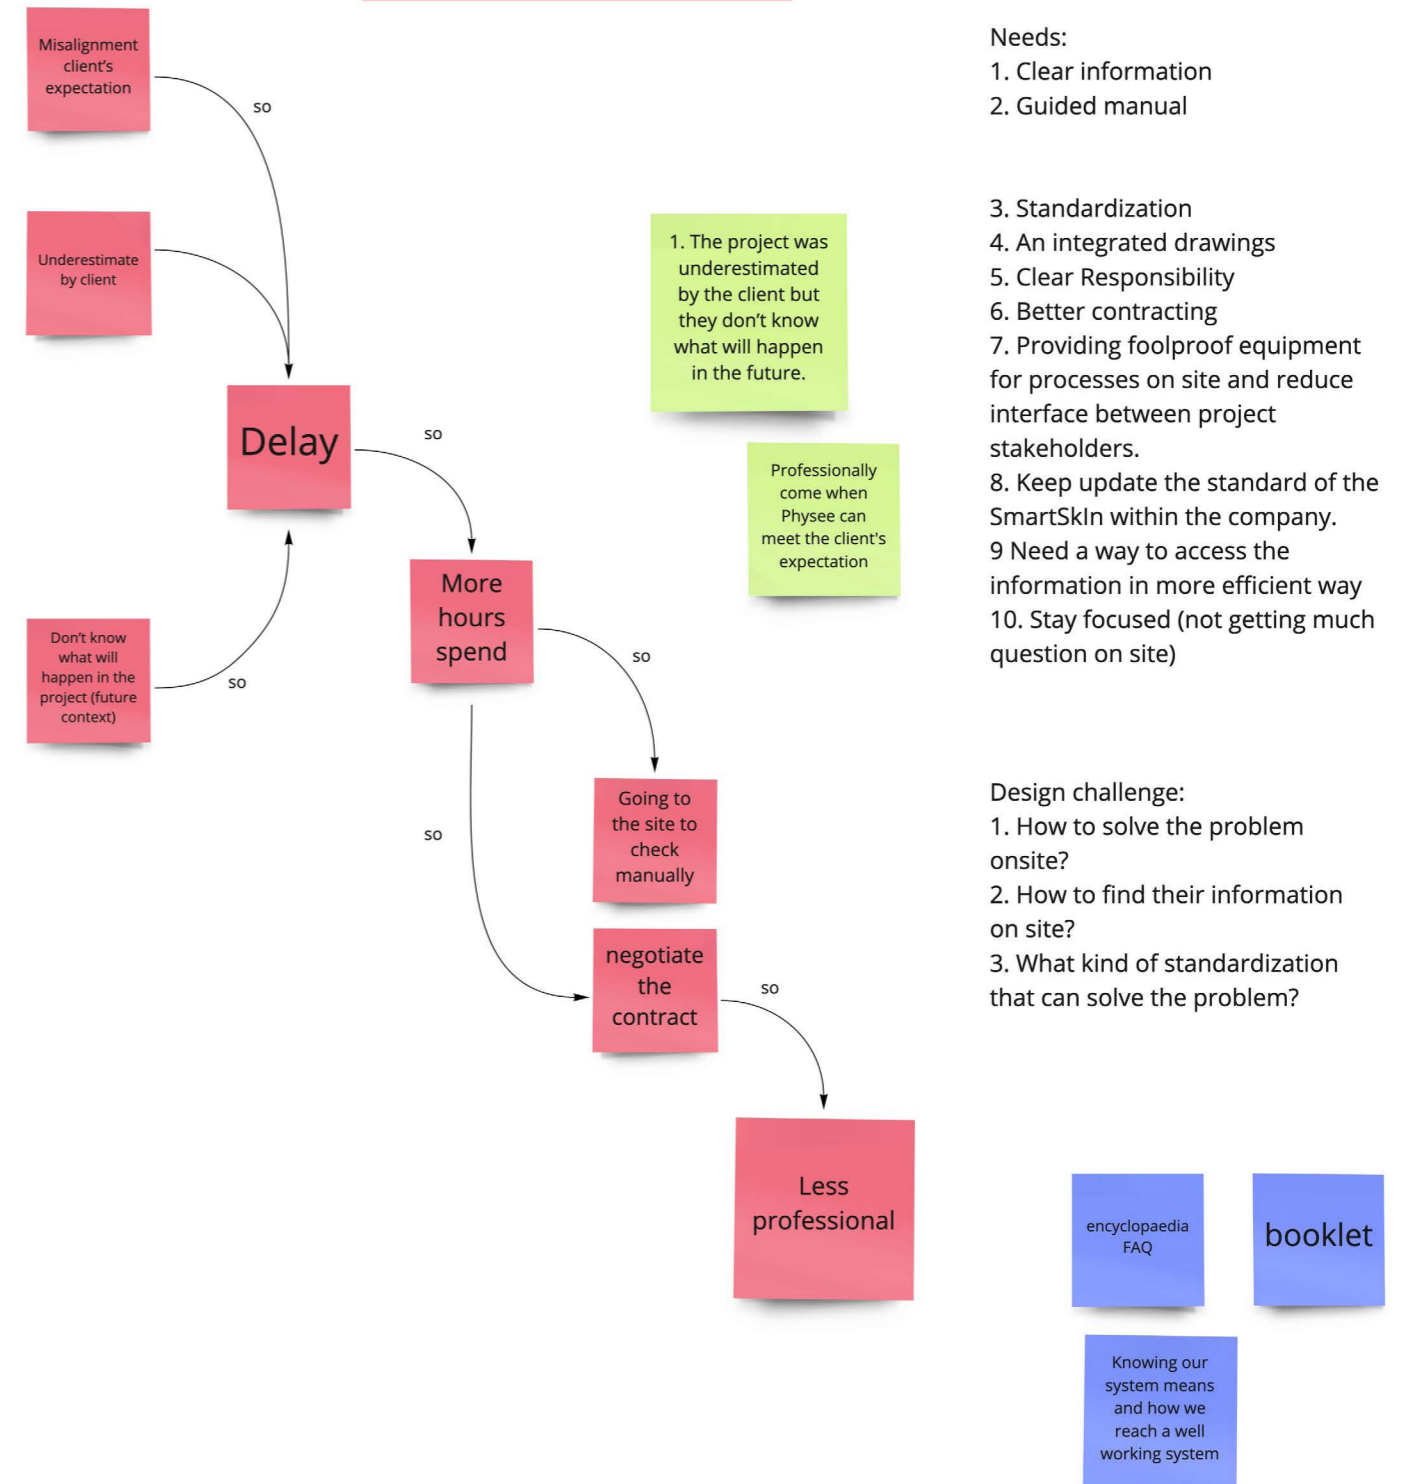 Misalignment
client's
expectation
so
Underestimate
by client
Delay
so
Don't know
what will
happen in the
project (future
context)
so
More
hours
spend
so
so
Going to
the site to
check
manually
negotiate
the
contract
so
Less
professional
1. The project was
underestimated
by the client but
they don't know
what will happen
in the future.
Professionally
come when
Physee can
meet the client's
expectation
Needs:
1. Clear information
2. Guided manual
3. Standardization
4. An integrated drawings
5. Clear Responsibility
6. Better contracting
7. Providing foolproof equipment
for processes on site and reduce
interface between project
stakeholders.
8. Keep update the standard of the
SmartSkIn within the company.
9 Need a way to access the
information in more efficient way
10. Stay focused (not getting much
question on site)
Design challenge:
1. How to solve the problem
onsite?
2. How to find their information
on site?
3. What kind of standardization
that can solve the problem?
encyclopaedia
FAQ
booklet
Knowing our
system means
and how we
reach a well
working system